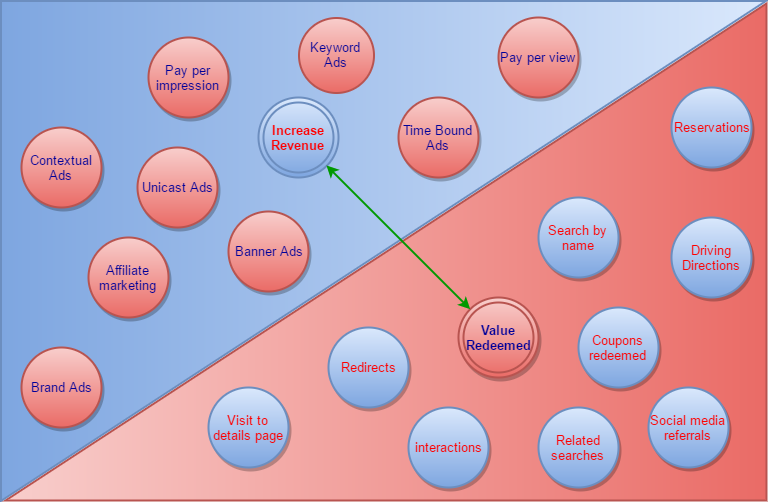 Keyword
Ads
Pay per view
Pay per
impression
Increase
Revenue
Time Bound
Ads
Contextual
Ads
Unicast Ads
Banner Ads
Affiliate
marketing
Brand Ads
Reservations
Search by
name
Driving
Directions
Value
Redeemed
Coupons
redeemed
Redirects
Visit to
details page
interactions
Related
searches
Social media
referrals